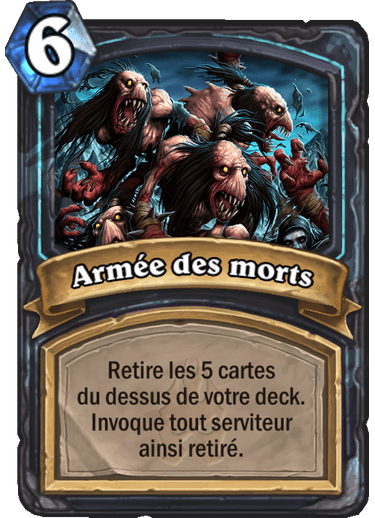 6
Armée des morts
Retire les 5 cartes
du dessus de votre deck.
Invoque tout serviteur
ainsi retiré.